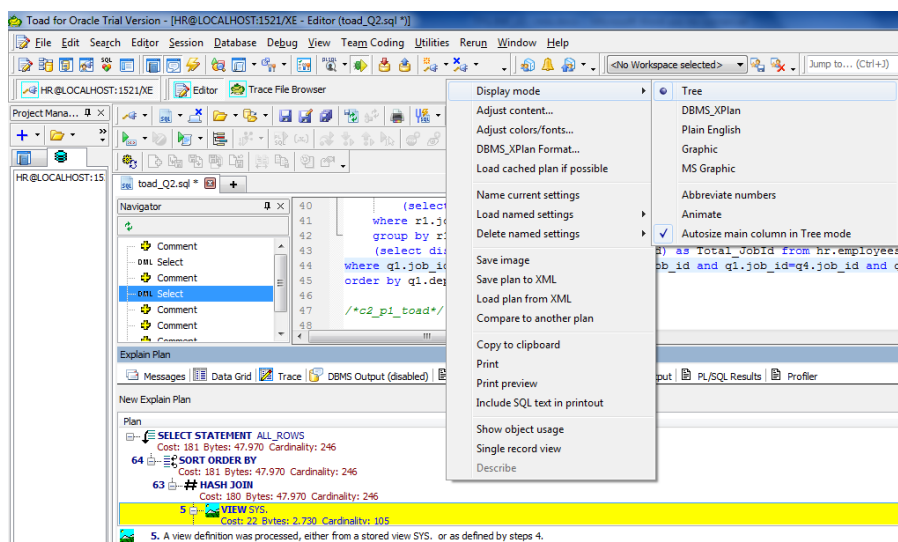 Toad for Oracle Trial Version - [HR@LOCALHOST:1521/XE - Editor (toad_Q2.sql *)]
File Edit Search Editor Session Database Debug View Team Coding Utilities Rerun Window Help
SQL <No Workspace selected> Jump to... (Ctrl+J)
HR@LOCALHOST:1521/XE Editor Trace File Browser
Project Mana...
HR@LOCALHOST:15
toad_Q2.sql *
Navigator
Comment
DML Select
Comment
DML Select
Comment
Comment
Comment
40 (selec
41 where r1.jo
42 group by r
43 (select dis
d) as Total_JobId from hr.employees
44 where q1.job_i
ob_id and q1.job_id=q4.job_id and
45 order by q1.de
46
47 /*c2_p1_toad*/
48
Display mode
Adjust content...
Adjust colors/fonts...
DBMS_XPlan Format...
Load cached plan if possible
Name current settings
Load named settings
Delete named settings
Save image
Save plan to XML
Load plan from XML
Compare to another plan
Copy to clipboard
Print
Print preview
Include SQL text in printout
Show object usage
Single record view
Describe
Tree
DBMS_XPlan
Plain English
Graphic
MS Graphic
Abbreviate numbers
Animate
Autosize main column in Tree mode
Explain Plan
Messages Data Grid Trace DBMS Output (disabled) put PL/SQL Results Profiler
New Explain Plan
Plan
SELECT STATEMENT ALL_ROWS
Cost: 181 Bytes: 47.970 Cardinality: 246
64 SORT ORDER BY
Cost: 181 Bytes: 47.970 Cardinality: 246
63 HASH JOIN
Cost: 180 Bytes: 47.970 Cardinality: 246
5 VIEW SYS.
Cost: 22 Bytes: 2.730 Cardinality: 105
5. A view definition was processed, either from a stored view SYS. or as defined by steps 4.